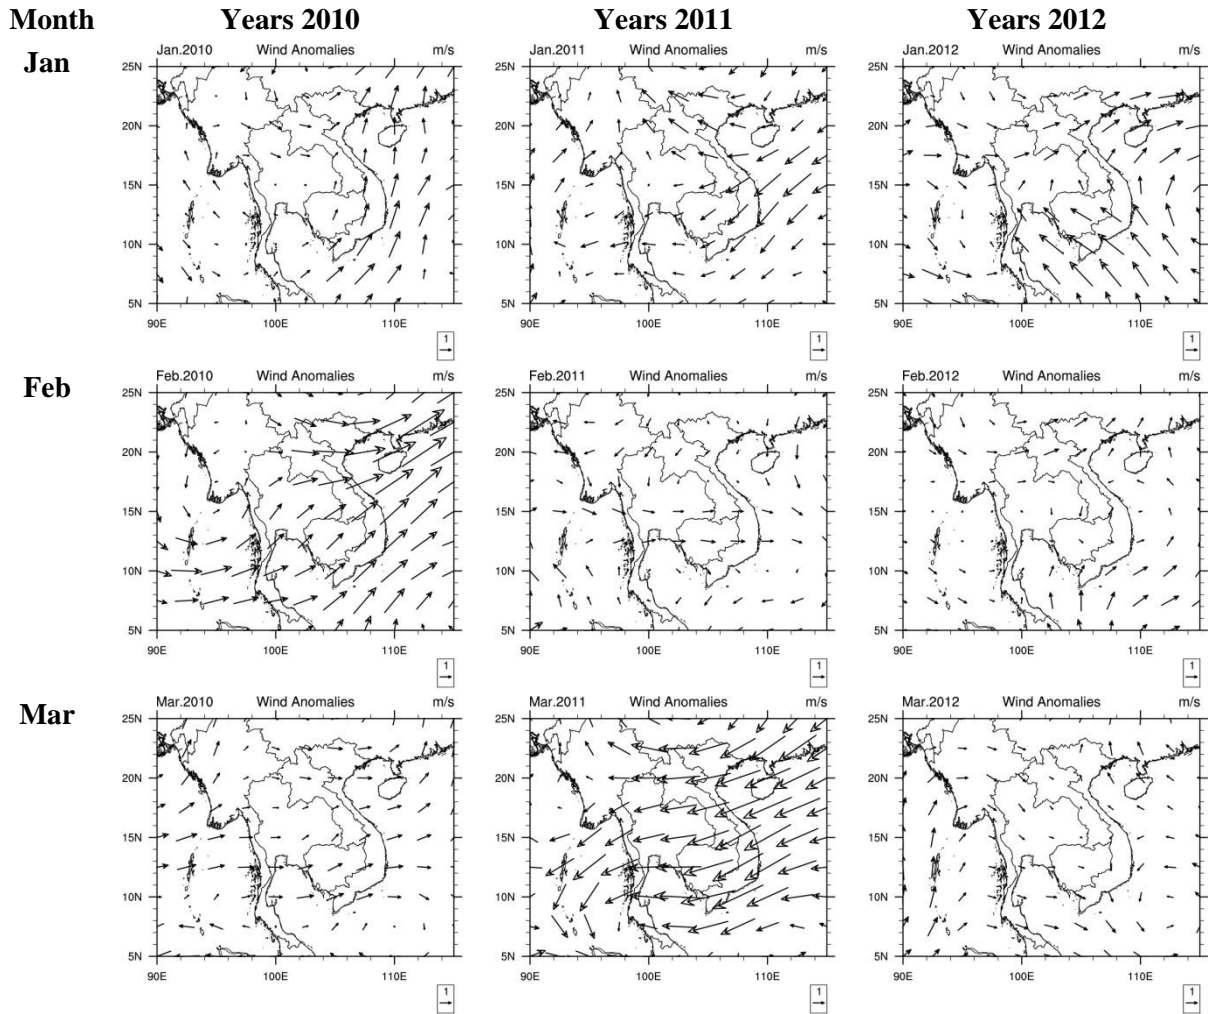 Month Years 2010 Years 2011 Years 2012
Jan
Jan.2010 Wind Anomalies m/s
25N
20N
15N
10N
5N
90E 100E 110E
1
Jan.2011 Wind Anomalies m/s
25N
20N
15N
10N
5N
90E 100E 110E
1
Jan.2012 Wind Anomalies m/s
25N
20N
15N
10N
5N
90E 100E 110E
1
Feb
Feb.2010 Wind Anomalies m/s
25N
20N
15N
10N
5N
90E 100E 110E
1
Feb.2011 Wind Anomalies m/s
25N
20N
15N
10N
5N
90E 100E 110E
1
Feb.2012 Wind Anomalies m/s
25N
20N
15N
10N
5N
90E 100E 110E
1
Mar
Mar.2010 Wind Anomalies m/s
25N
20N
15N
10N
5N
90E 100E 110E
1
Mar.2011 Wind Anomalies m/s
25N
20N
15N
10N
5N
90E 100E 110E
1
Mar.2012 Wind Anomalies m/s
25N
20N
15N
10N
5N
90E 100E 110E
1